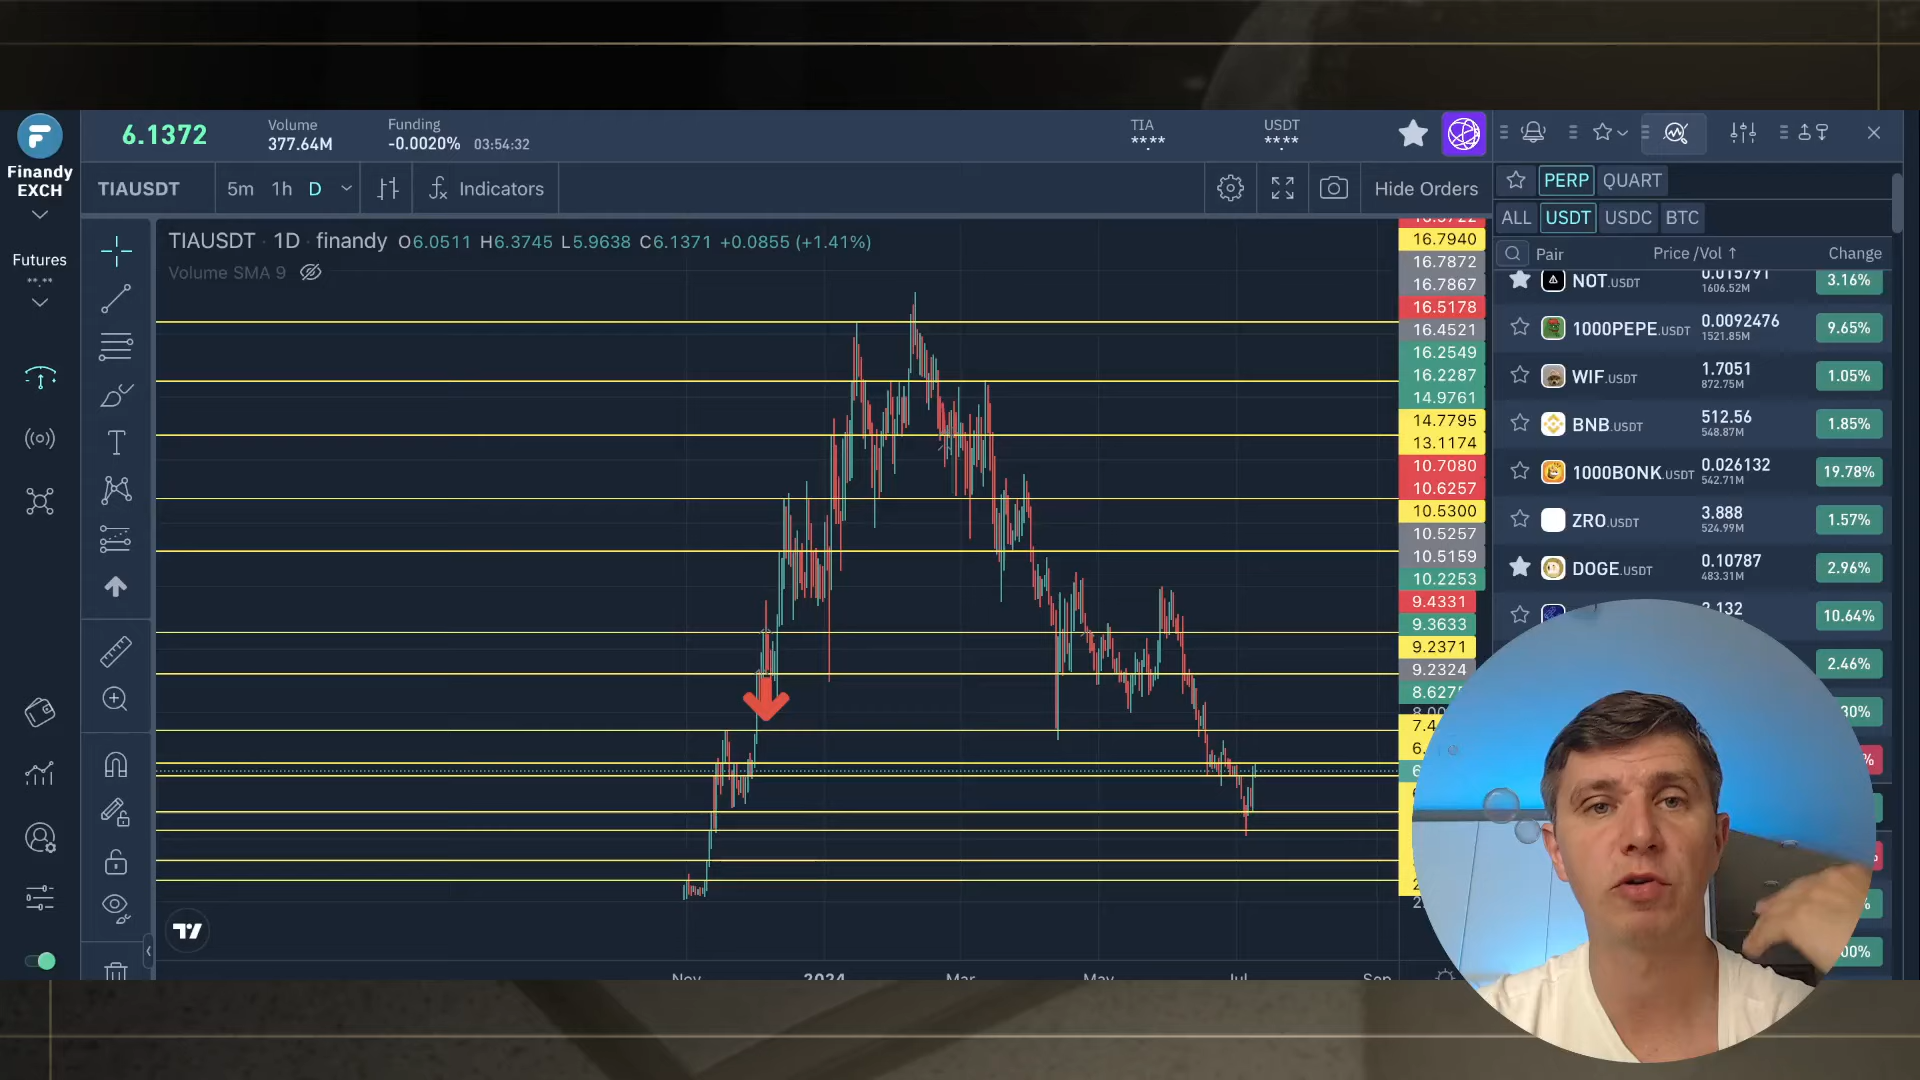 Finandy
EXCH
Futures
**.**
6.1372
Volume
377.64M
Funding
-0.0020% 03:54:32
TIA
****
USDT
****
TIAUSDT 5m 1h D Indicators Hide Orders
TIAUSDT · 1D · finandy O6.0511 H6.3745 L5.9638 C6.1371 +0.0855 (+1.41%)
Volume SMA 9
16.7940
16.7872
16.7867
16.5178
16.4521
16.2549
16.2287
14.9761
14.7795
13.1174
10.7080
10.6257
10.5300
10.5257
10.5159
10.2253
9.4331
9.3633
9.2371
9.2324
Nov 2024 Mar May Jul Sep
PERP QUART
ALL USDT USDC BTC
Pair Price /Vol ↑ Change
NOT.USDT 0.015791 3.16%
1606.52M
1000PEPE.USDT 0.0092476 9.65%
1521.85M
WIF.USDT 1.7051 1.05%
872.75M
BNB.USDT 512.56 1.85%
548.87M
1000BONK.USDT 0.026132 19.78%
542.71M
ZRO.USDT 3.888 1.57%
524.99M
DOGE.USDT 0.10787 2.96%
483.31M
10.64%
2.46%